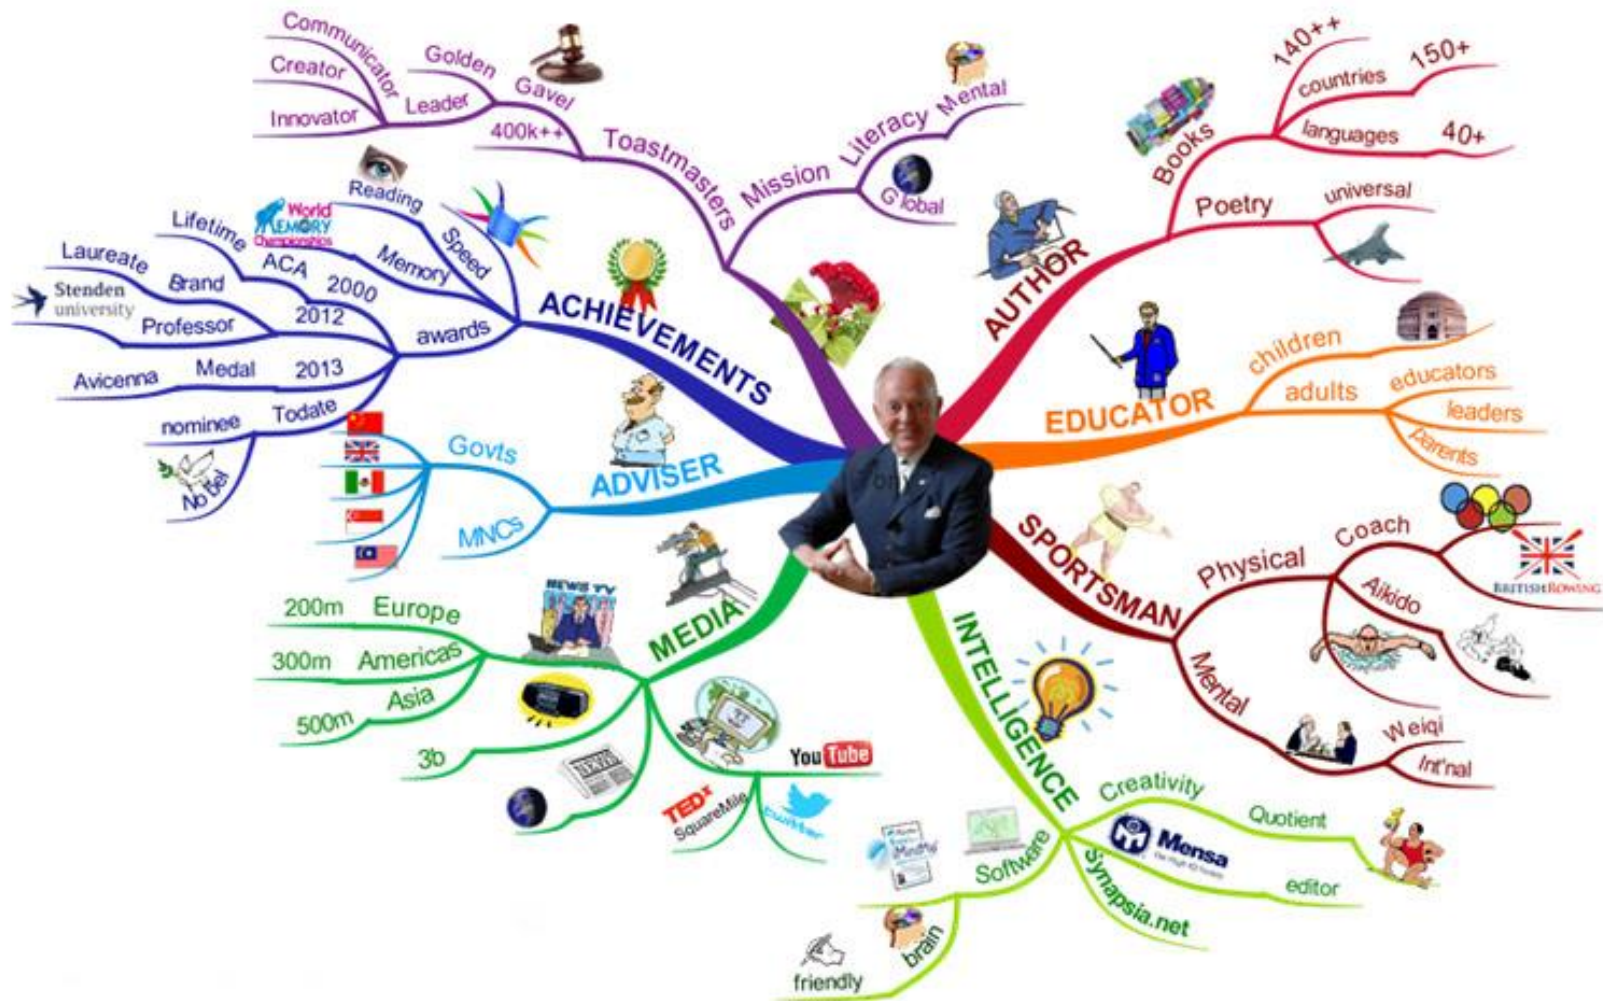 Communicator
Creator
Innovator
Leader
Golden
Gavel
400k++
Toastmasters
Mission
Literacy
Mental
Global
140++
countries
150+
languages
40+
Books
Poetry
universal
AUTHOR
EDUCATOR
children
adults
educators
leaders
parents
SPORTSMAN
Physical
Coach
BRITISH ROWING
Aikido
Mental
Weiqi
Int'nal
INTELLIGENCE
Creativity
Quotient
Mensa
editor
Synapsia.net
Software
iMindMap
brain
friendly
MEDIA
NEWS TV
Europe
200m
Americas
300m
Asia
500m
3b
NEWS
YouTube
TEDx
SquareMile
twitter
ADVISER
Govts
MNCs
ACHIEVEMENTS
Speed
Reading
Memory
World
MEMORY
Championships
awards
2000
ACA
Lifetime
2012
Brand
Laureate
Professor
Stenden
university
2013
Medal
Avicenna
Todate
nominee
Nobel